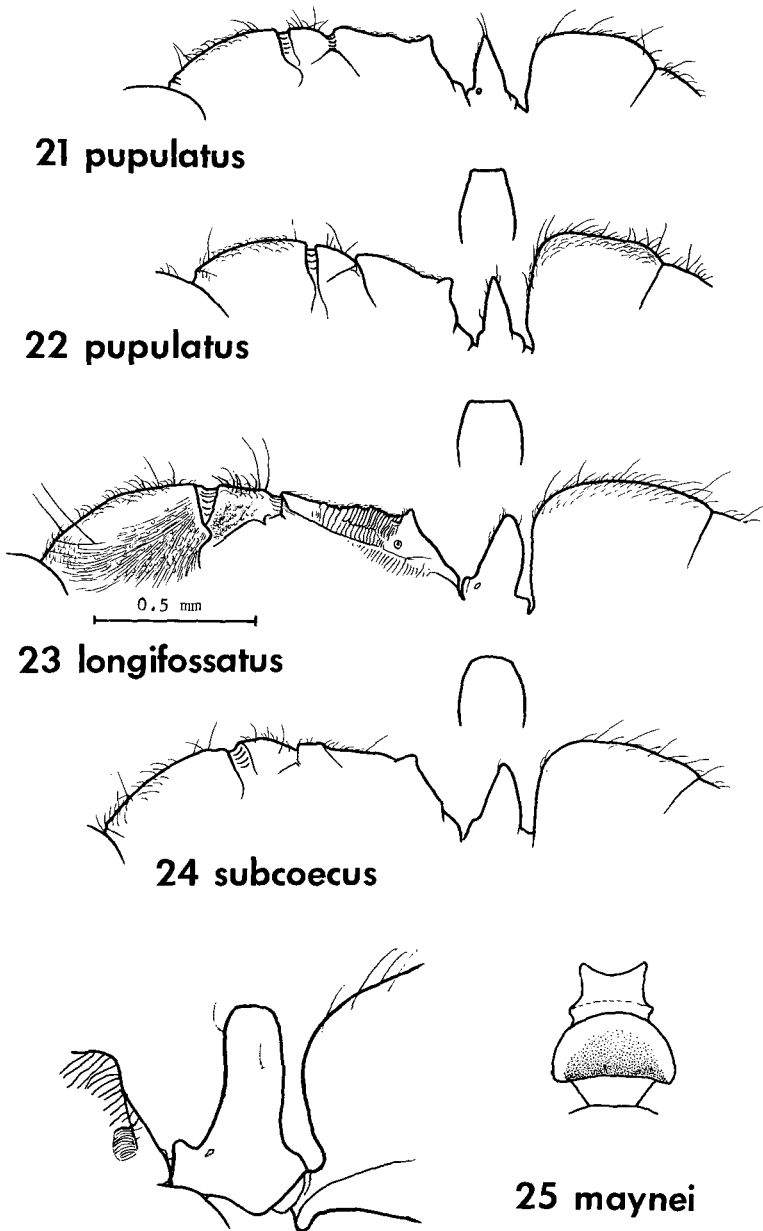 21 pupulatus
22 pupulatus
0.5 mm
23 longifossatus
24 subcoecus
25 maynei